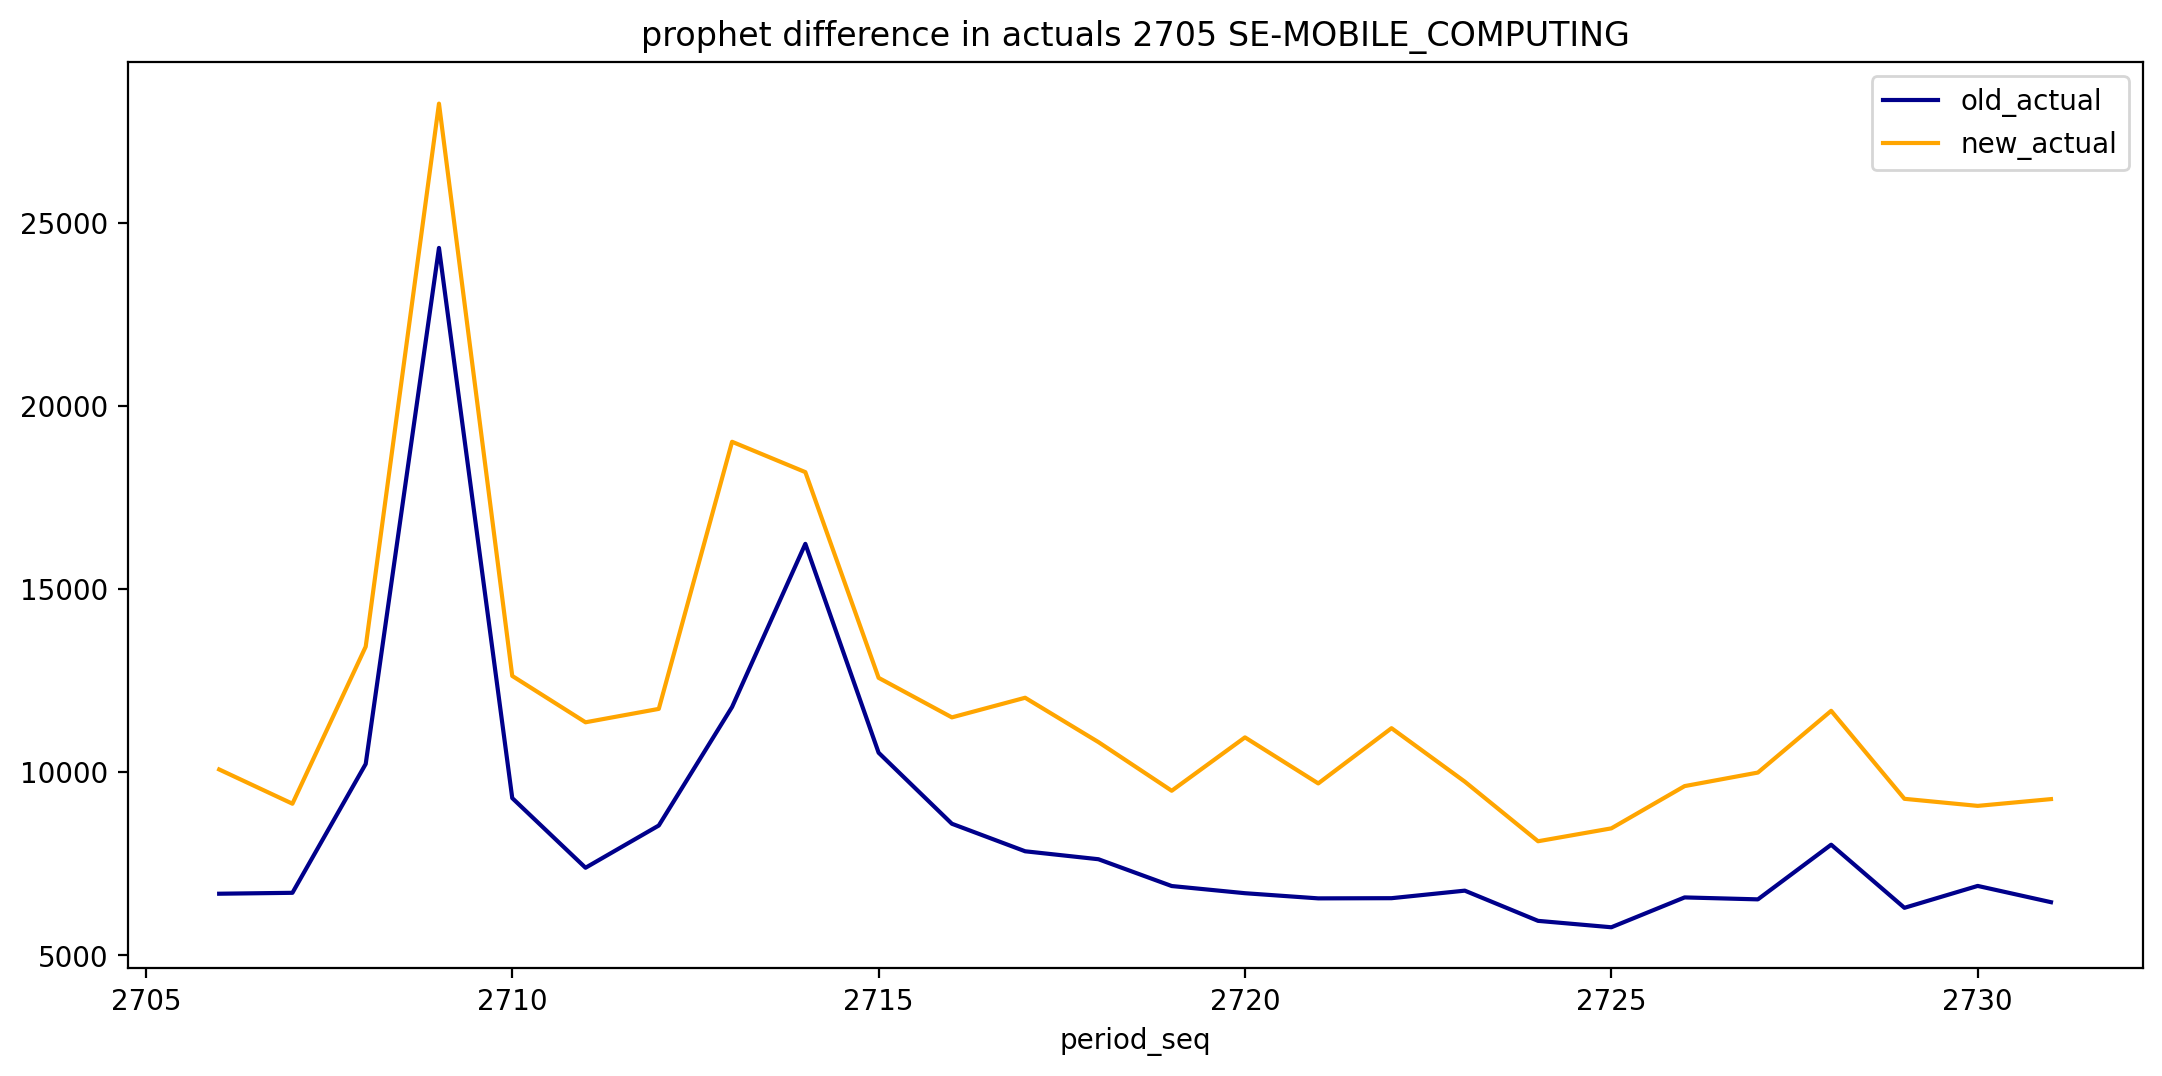 prophet difference in actuals 2705 SE-MOBILE_COMPUTING
old_actual
new_actual
25000
20000
15000
10000
5000
2705 2710 2715 2720 2725 2730
period_seq